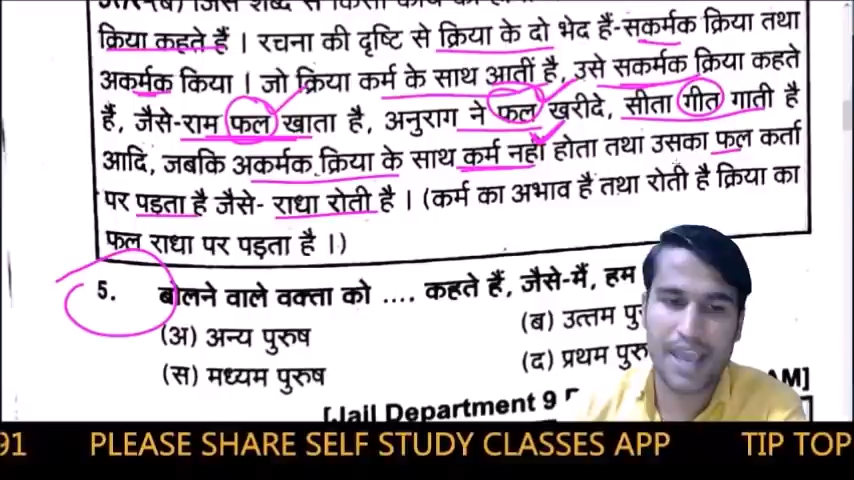 क्रिया कहते हैं । रचना की दृष्टि से क्रिया के दो भेद हैं-सकर्मक क्रिया तथा
अकर्मक किया । जो क्रिया कर्म के साथ आतीं है, उसे सकर्मक क्रिया कहते
हैं, जैसे-राम फल खाता है, अनुराग ने फल खरीदे, सीता गीत गाती है
आदि, जबकि अकर्मक क्रिया के साथ कर्म नहीं होता तथा उसका फल कर्ता
पर पड़ता है जैसे- राधा रोती है । (कर्म का अभाव है तथा रोती है क्रिया का
फल राधा पर पड़ता है ।)
5. बोलने वाले वक्ता को .... कहते हैं, जैसे-मैं, हम
(अ) अन्य पुरुष (ब) उत्तम
(स) मध्यम पुरुष (द) प्रथम
[Jail Department 9 AM]
91 PLEASE SHARE SELF STUDY CLASSES APP TIP TOP